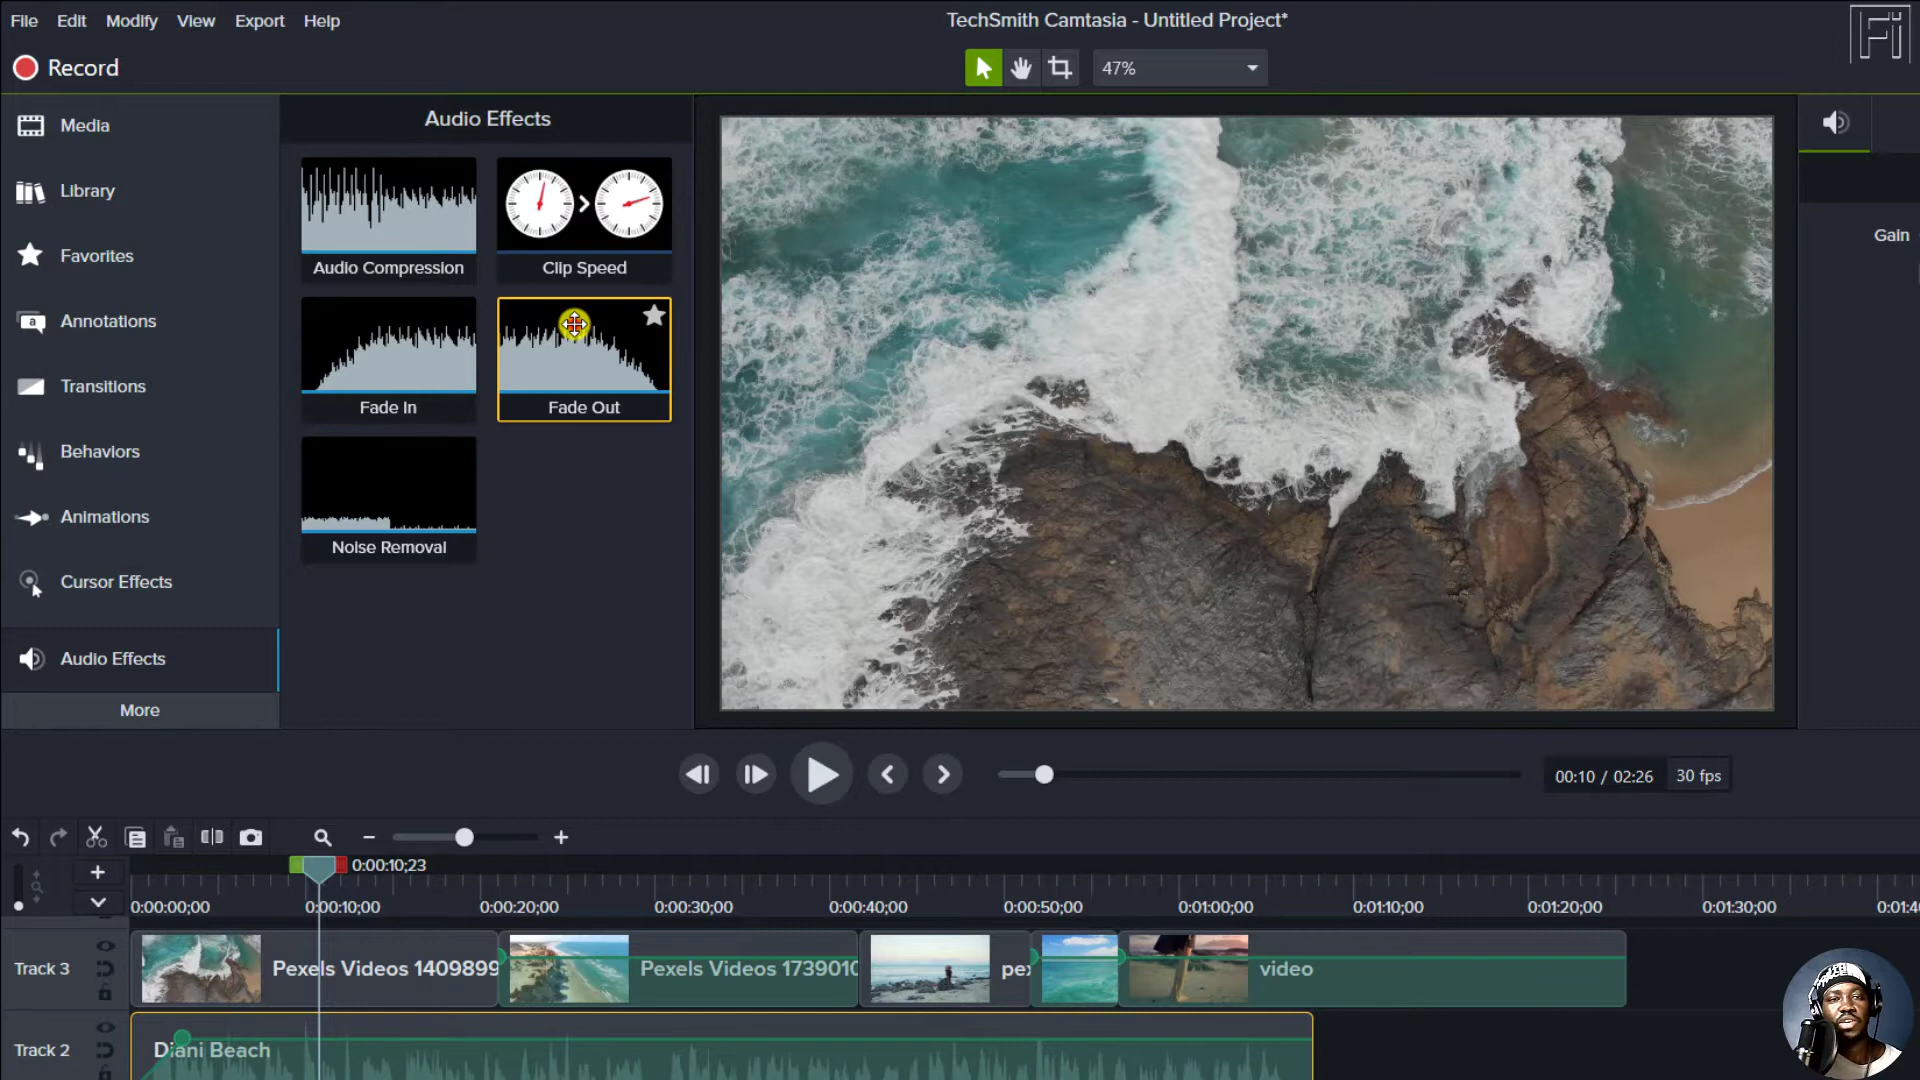 File Edit Modify View Export Help
TechSmith Camtasia - Untitled Project*
Fi
Record
47%
Media
Library
Favorites
Annotations
Transitions
Behaviors
Animations
Cursor Effects
Audio Effects
More
Audio Effects
Audio Compression
Clip Speed
Fade In
Fade Out
Noise Removal
Gain
00:10 / 02:26
30 fps
0:00:10;23
0:00:00;00 0:00:10;00 0:00:20;00 0:00:30;00 0:00:40;00 0:00:50;00 0:01:00;00 0:01:10;00 0:01:20;00 0:01:30;00 0:01:4
Track 3
Pexels Videos 1409899
Pexels Videos 1739010
pex
video
Track 2
Diani Beach